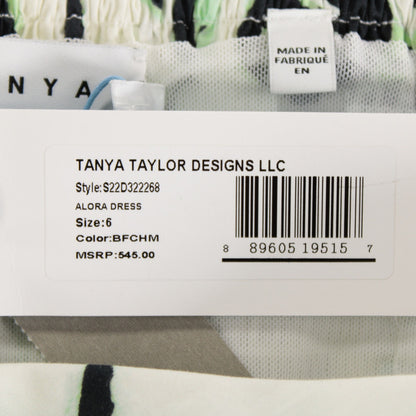 NYA
MADE IN
FABRIQUÉ
EN
TANYA TAYLOR DESIGNS LLC
Style:S22D322268
ALORA DRESS
Size:6
Color:BFCHM
MSRP:545.00
8 89605 19515 7